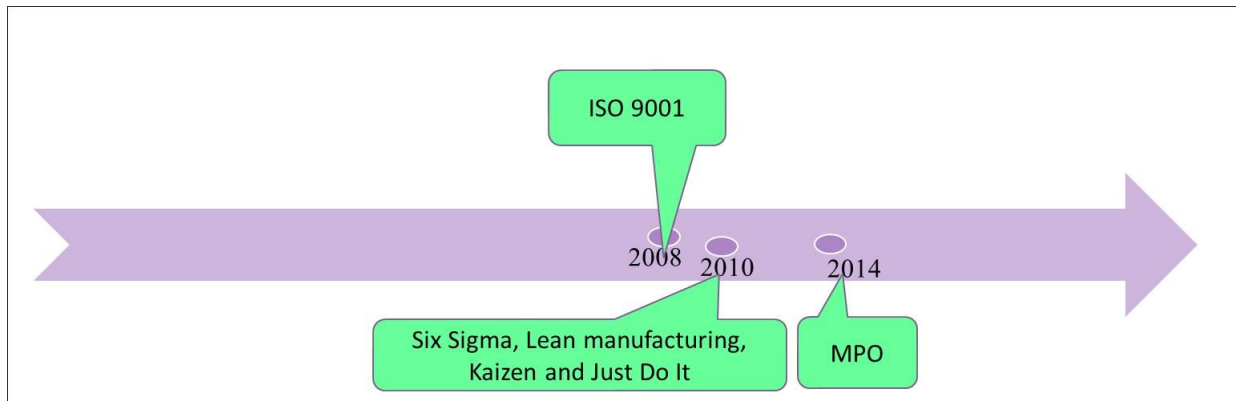 ISO 9001
2008
2010
2014
Six Sigma, Lean manufacturing,
Kaizen and Just Do It
MPO